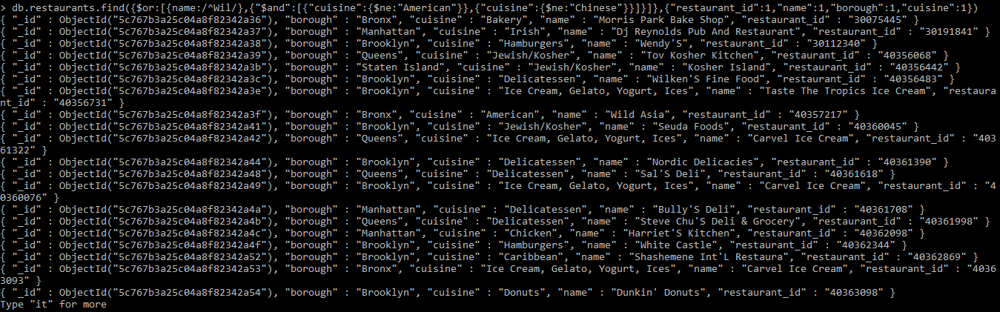 > db.restaurants.find({$or:[{name:/^Wil/},{"$and":[{"cuisine":{$ne:"American"}},{"cuisine":{$ne:"Chinese"}}]}]},{"restaurant_id":1,"name":1,"borough":1,"cuisine":1})
{ "_id" : ObjectId("5c767b3a25c04a8f82342a36"), "borough" : "Bronx", "cuisine" : "Bakery", "name" : "Morris Park Bake Shop", "restaurant_id" : "30075445" }
{ "_id" : ObjectId("5c767b3a25c04a8f82342a37"), "borough" : "Manhattan", "cuisine" : "Irish", "name" : "Dj Reynolds Pub And Restaurant", "restaurant_id" : "30191841" }
{ "_id" : ObjectId("5c767b3a25c04a8f82342a38"), "borough" : "Brooklyn", "cuisine" : "Hamburgers", "name" : "Wendy'S", "restaurant_id" : "30112340" }
{ "_id" : ObjectId("5c767b3a25c04a8f82342a39"), "borough" : "Queens", "cuisine" : "Jewish/Kosher", "name" : "Tov Kosher Kitchen", "restaurant_id" : "40356068" }
{ "_id" : ObjectId("5c767b3a25c04a8f82342a3b"), "borough" : "Staten Island", "cuisine" : "Jewish/Kosher", "name" : "Kosher Island", "restaurant_id" : "40356442" }
{ "_id" : ObjectId("5c767b3a25c04a8f82342a3c"), "borough" : "Brooklyn", "cuisine" : "Delicatessen", "name" : "Wilken'S Fine Food", "restaurant_id" : "40356483" }
{ "_id" : ObjectId("5c767b3a25c04a8f82342a3e"), "borough" : "Brooklyn", "cuisine" : "Ice Cream, Gelato, Yogurt, Ices", "name" : "Taste The Tropics Ice Cream", "restaura
nt_id" : "40356731" }
{ "_id" : ObjectId("5c767b3a25c04a8f82342a3f"), "borough" : "Bronx", "cuisine" : "American", "name" : "Wild Asia", "restaurant_id" : "40357217" }
{ "_id" : ObjectId("5c767b3a25c04a8f82342a41"), "borough" : "Brooklyn", "cuisine" : "Jewish/Kosher", "name" : "Seuda Foods", "restaurant_id" : "40360045" }
{ "_id" : ObjectId("5c767b3a25c04a8f82342a42"), "borough" : "Queens", "cuisine" : "Ice Cream, Gelato, Yogurt, Ices", "name" : "Carvel Ice Cream", "restaurant_id" : "403
61322" }
{ "_id" : ObjectId("5c767b3a25c04a8f82342a44"), "borough" : "Brooklyn", "cuisine" : "Delicatessen", "name" : "Nordic Delicacies", "restaurant_id" : "40361390" }
{ "_id" : ObjectId("5c767b3a25c04a8f82342a48"), "borough" : "Queens", "cuisine" : "Delicatessen", "name" : "Sal'S Deli", "restaurant_id" : "40361618" }
{ "_id" : ObjectId("5c767b3a25c04a8f82342a49"), "borough" : "Brooklyn", "cuisine" : "Ice Cream, Gelato, Yogurt, Ices", "name" : "Carvel Ice Cream", "restaurant_id" : "4
0360076" }
{ "_id" : ObjectId("5c767b3a25c04a8f82342a4a"), "borough" : "Manhattan", "cuisine" : "Delicatessen", "name" : "Bully'S Deli", "restaurant_id" : "40361708" }
{ "_id" : ObjectId("5c767b3a25c04a8f82342a4b"), "borough" : "Queens", "cuisine" : "Delicatessen", "name" : "Steve Chu'S Deli & Grocery", "restaurant_id" : "40361998" }
{ "_id" : ObjectId("5c767b3a25c04a8f82342a4c"), "borough" : "Manhattan", "cuisine" : "Chicken", "name" : "Harriet'S Kitchen", "restaurant_id" : "40362098" }
{ "_id" : ObjectId("5c767b3a25c04a8f82342a4f"), "borough" : "Brooklyn", "cuisine" : "Hamburgers", "name" : "White Castle", "restaurant_id" : "40362344" }
{ "_id" : ObjectId("5c767b3a25c04a8f82342a52"), "borough" : "Brooklyn", "cuisine" : "Caribbean", "name" : "Shashemene Int'L Restaura", "restaurant_id" : "40362869" }
{ "_id" : ObjectId("5c767b3a25c04a8f82342a53"), "borough" : "Bronx", "cuisine" : "Ice Cream, Gelato, Yogurt, Ices", "name" : "Carvel Ice Cream", "restaurant_id" : "4036
3093" }
{ "_id" : ObjectId("5c767b3a25c04a8f82342a54"), "borough" : "Brooklyn", "cuisine" : "Donuts", "name" : "Dunkin' Donuts", "restaurant_id" : "40363098" }
Type "it" for more